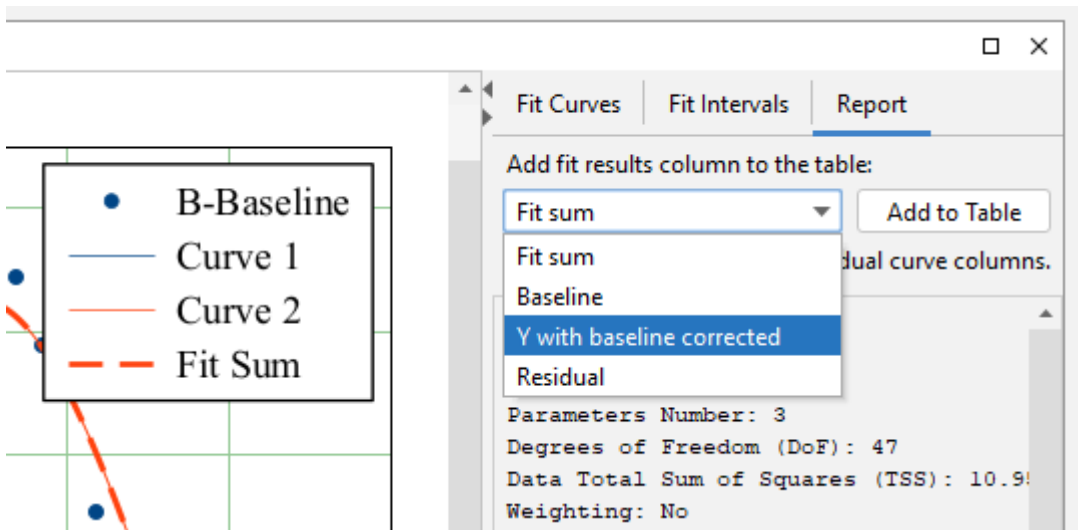 Fit Curves
Fit Intervals
Report
Add fit results column to the table:
Fit sum
Add to Table
Fit sum
dual curve columns.
Baseline
Y with baseline corrected
Residual
Parameters Number: 3
Degrees of Freedom (DoF): 47
Data Total Sum of Squares (TSS): 10.9
Weighting: No
B-Baseline
Curve 1
Curve 2
Fit Sum